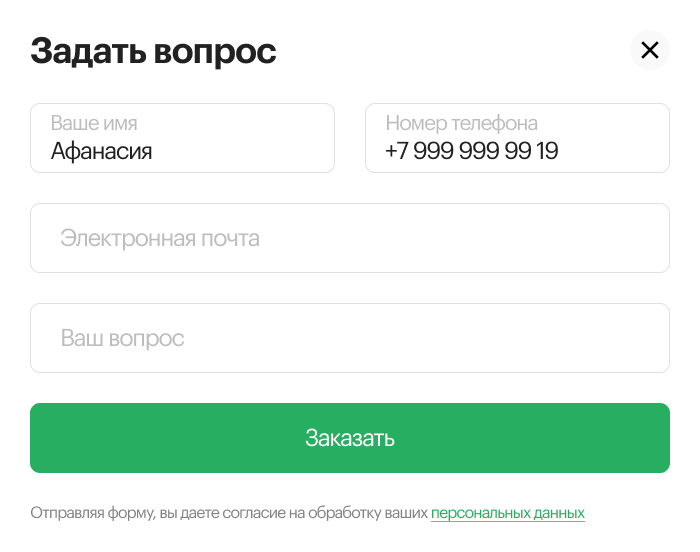 Задать вопрос
Ваше имя
Афанасия
Номер телефона
+7 999 999 99 19
Электронная почта
Ваш вопрос
Заказать
Отправляя форму, вы даете согласие на обработку ваших персональных данных